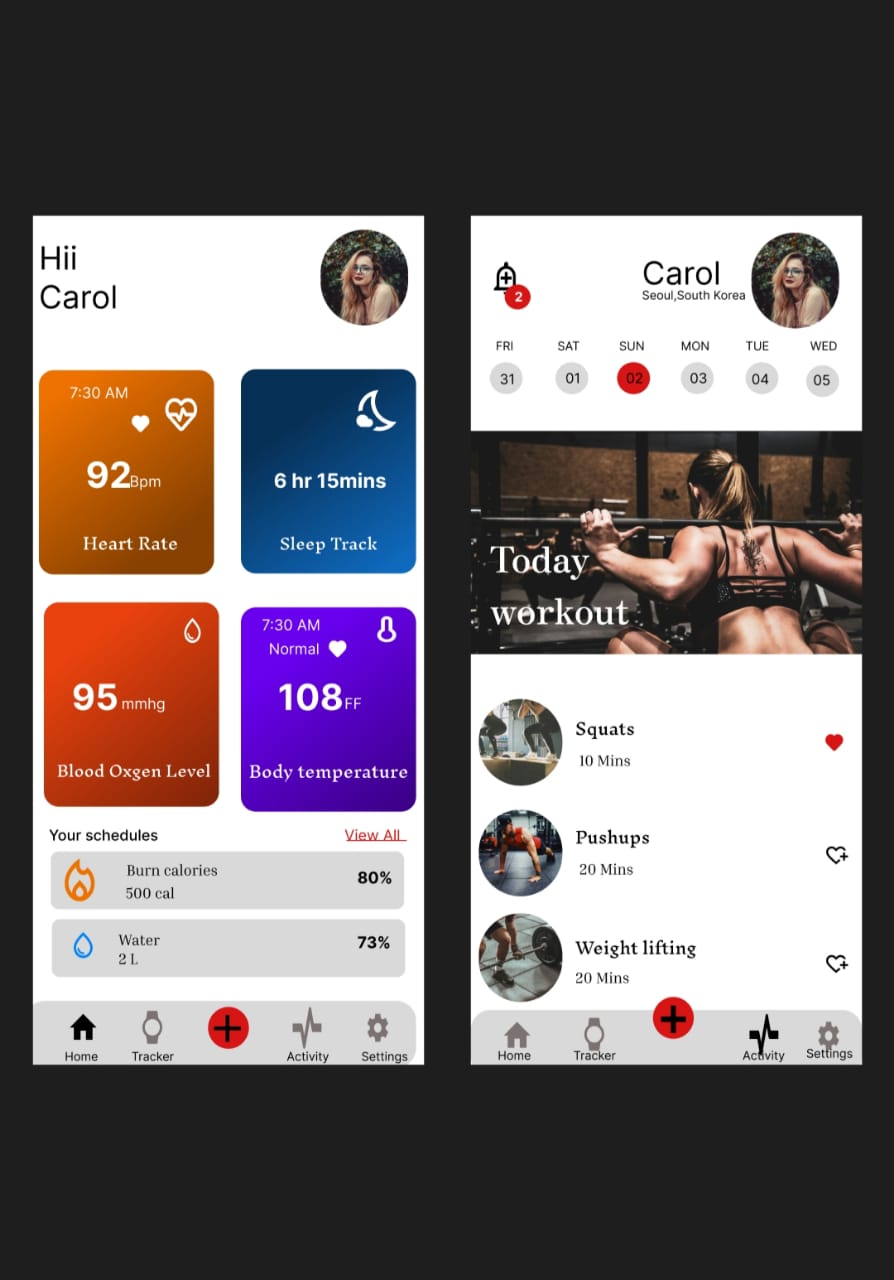 Hii
Carol
7:30 AM
92Bpm
Heart Rate
6 hr 15mins
Sleep Track
95 mmhg
Blood Oxgen Level
7:30 AM
Normal
108FF
Body temperature
Your schedules
View All
Burn calories
500 cal
80%
Water
2 L
73%
Home
Tracker
Activity
Settings
2
Carol
Seoul,South Korea
FRI SAT SUN MON TUE WED
31 01 02 03 04 05
Today
workout
Squats
10 Mins
Pushups
20 Mins
Weight lifting
20 Mins
Home
Tracker
Activity
Settings